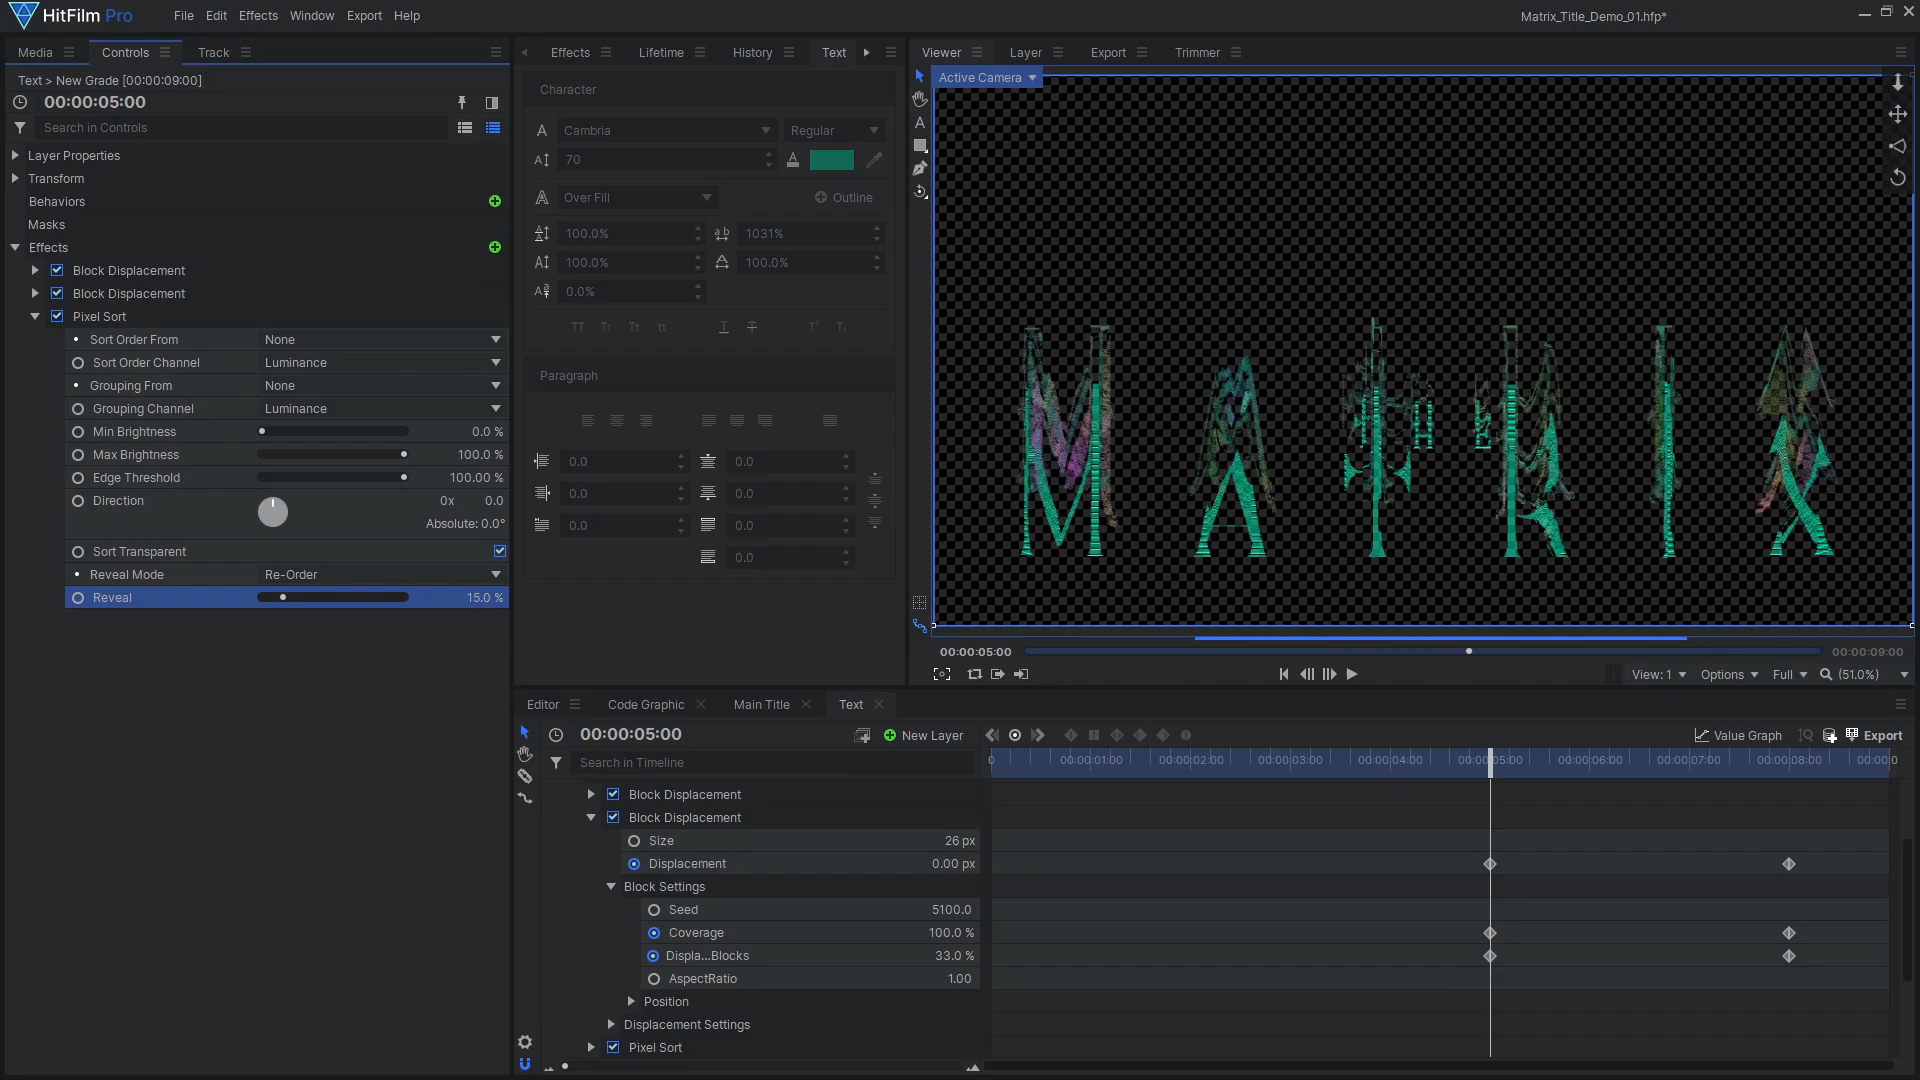 HitFilm Pro
File Edit Effects Window Export Help
Matrix_Title_Demo_01.hfp*
Media Controls Track
Text > New Grade [00:00:09:00]
00:00:05:00
Search in Controls
Layer Properties
Transform
Behaviors
Masks
Effects
Block Displacement
Block Displacement
Pixel Sort
Sort Order From None
Sort Order Channel Luminance
Grouping From None
Grouping Channel Luminance
Min Brightness 0.0 %
Max Brightness 100.0 %
Edge Threshold 100.00 %
Direction 0x 0.0
Absolute: 0.0°
Sort Transparent
Reveal Mode Re-Order
Reveal 15.0 %
Effects Lifetime History Text
Character
Cambria Regular
70
Over Fill Outline
100.0% 1031%
100.0% 100.0%
0.0%
Paragraph
0.0 0.0
0.0 0.0
0.0 0.0
0.0
Viewer Layer Export Trimmer
Active Camera
00:00:05:00 00:00:09:00
View: 1 Options Full (51.0%)
Editor Code Graphic Main Title Text
00:00:05:00 New Layer Value Graph Export
Search in Timeline
0 00:00:01:00 00:00:02:00 00:00:03:00 00:00:04:00 00:00:05:00 00:00:06:00 00:00:07:00 00:00:08:00 00:00:0
Block Displacement
Block Displacement
Size 26 px
Displacement 0.00 px
Block Settings
Seed 5100.0
Coverage 100.0 %
Displa...Blocks 33.0 %
AspectRatio 1.00
Position
Displacement Settings
Pixel Sort